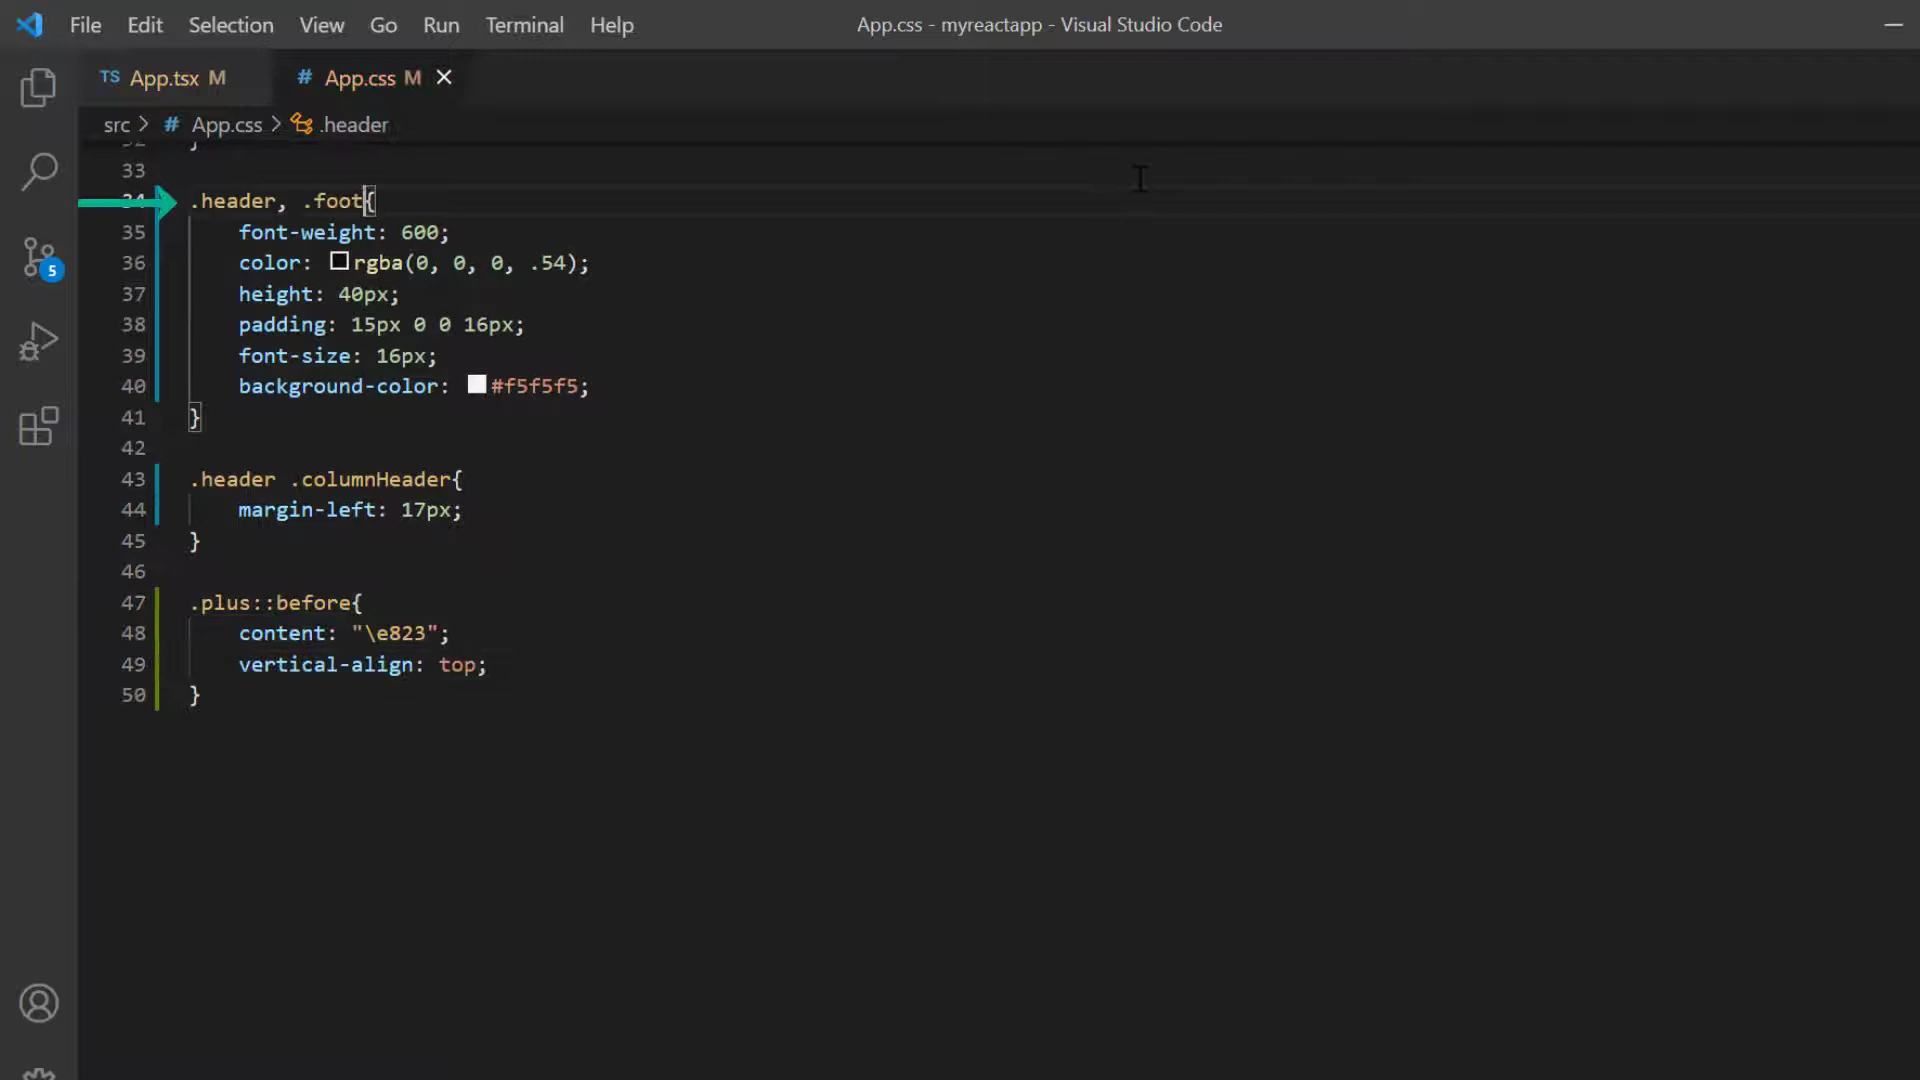 File Edit Selection View Go Run Terminal Help App.css - myreactapp - Visual Studio Code
TS App.tsx M # App.css M
src > # App.css > .header
32 }
33
34 .header, .foot{
35 font-weight: 600;
36 color: rgba(0, 0, 0, .54);
37 height: 40px;
38 padding: 15px 0 0 16px;
39 font-size: 16px;
40 background-color: #f5f5f5;
41 }
42
43 .header .columnHeader{
44 margin-left: 17px;
45 }
46
47 .plus::before{
48 content: "\e823";
49 vertical-align: top;
50 }
5